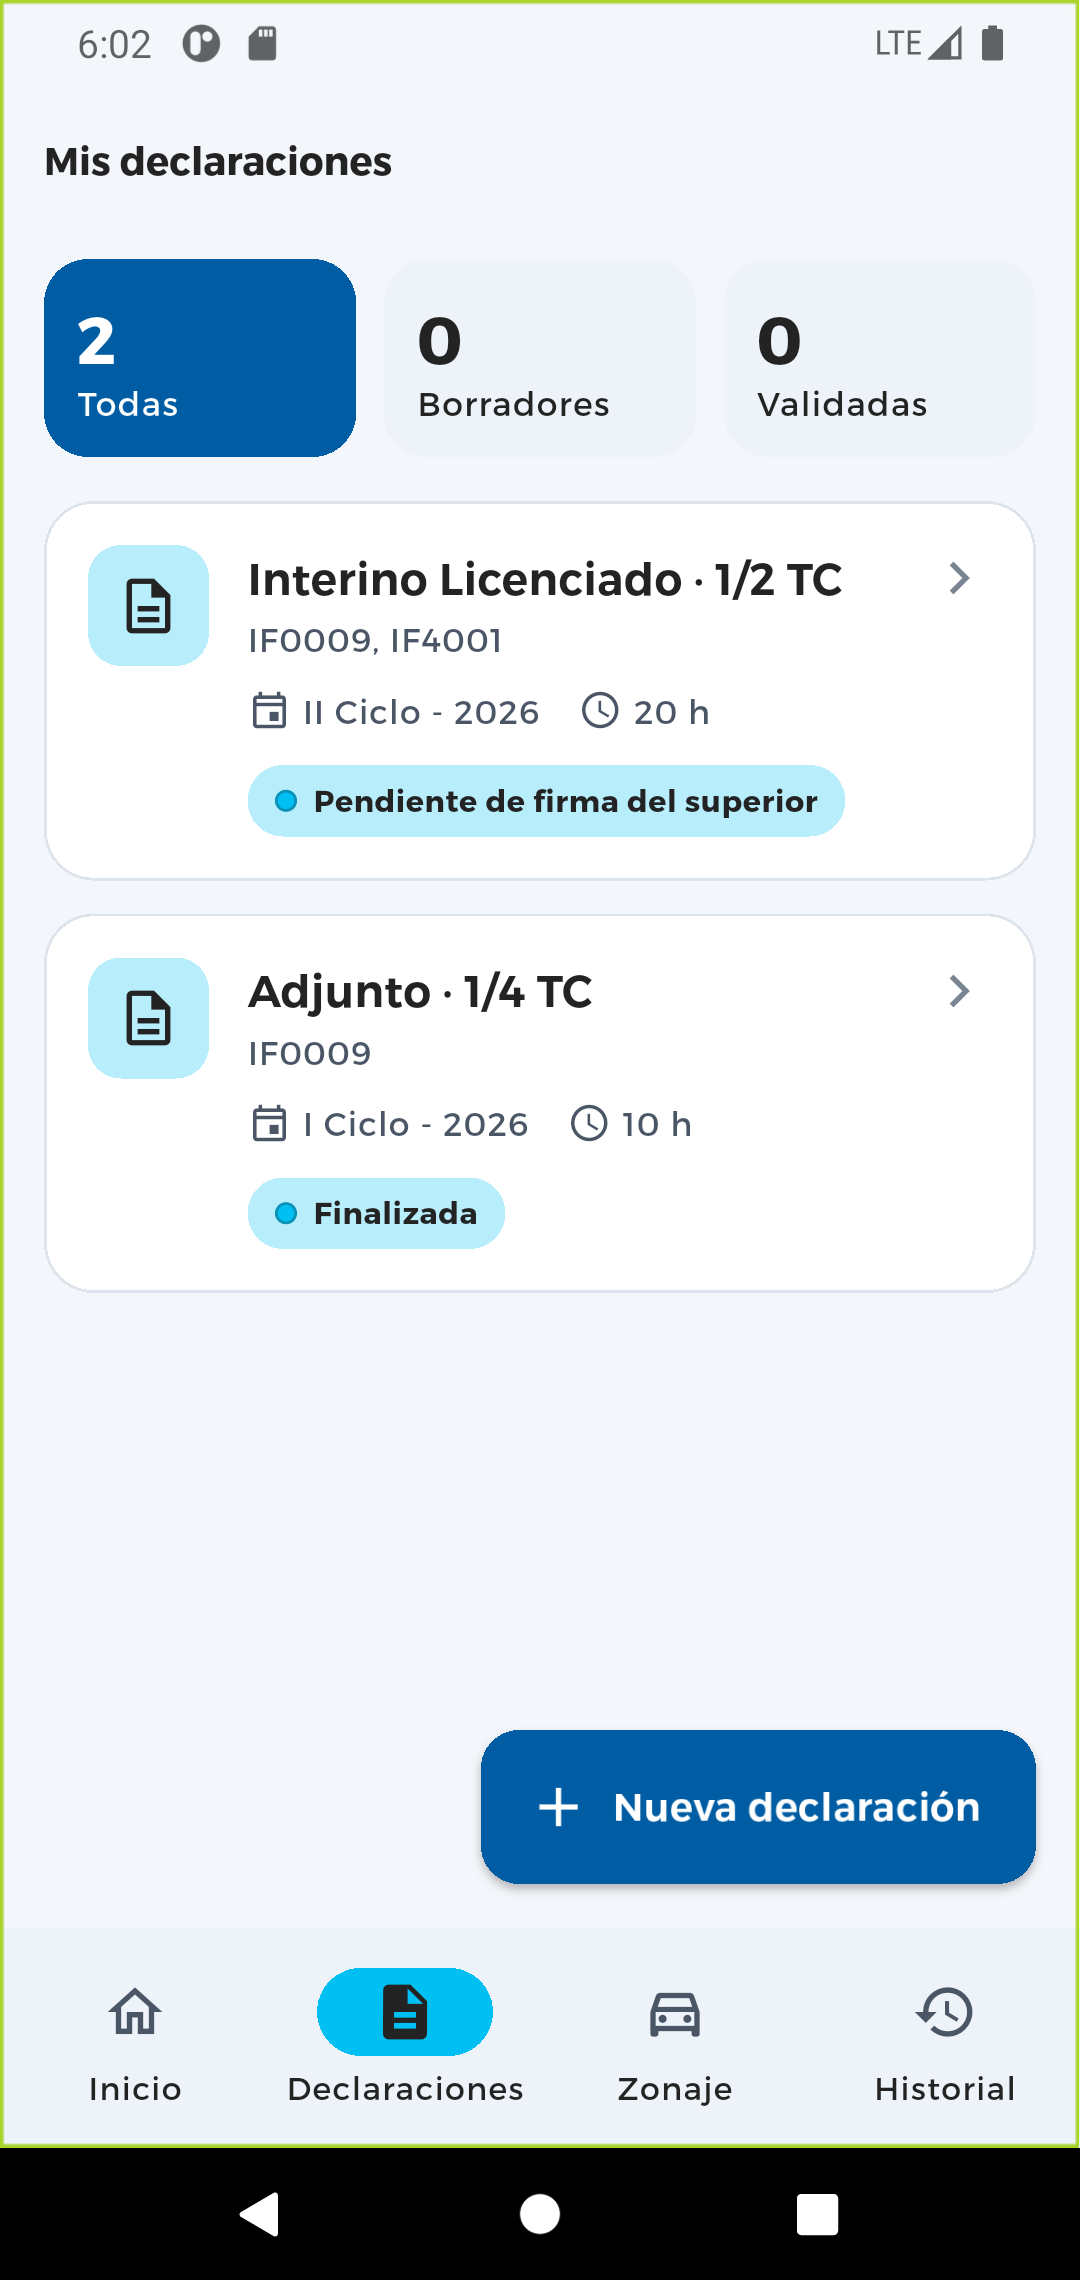 6:02
LTE
Mis declaraciones
2
Todas
0
Borradores
0
Validadas
Interino Licenciado · 1/2 TC
IF0009, IF4001
II Ciclo - 2026
20 h
Pendiente de firma del superior
Adjunto · 1/4 TC
IF0009
I Ciclo - 2026
10 h
Finalizada
Nueva declaración
Inicio
Declaraciones
Zonaje
Historial